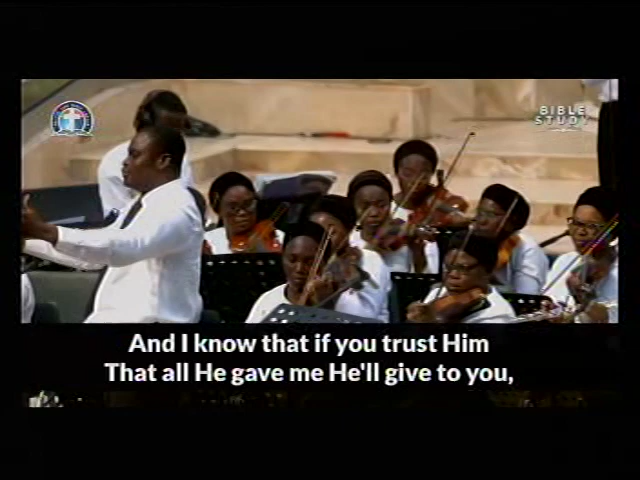 BIBLE
STUDY
And I know that if you trust Him
That all He gave me He'll give to you,